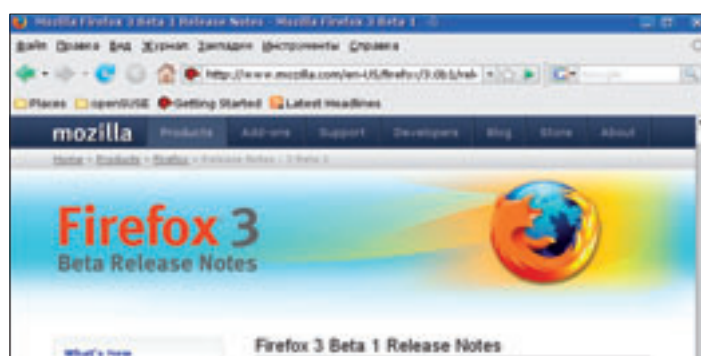 Mozilla Firefox 3 Beta 1 Release Notes - Mozilla Firefox 3 Beta 1
Файл Правка Вид Журнал Закладки Инструменты Справка
http://www.mozilla.com/en-US/firefox/3.0b1/rel
Places openSUSE Getting Started Latest Headlines
mozilla Products Add-ons Support Developers Blog Store About
Home » Products » Firefox » Release Notes - 3 Beta 1
Firefox 3
Beta Release Notes
What's New
Firefox 3 Beta 1 Release Notes